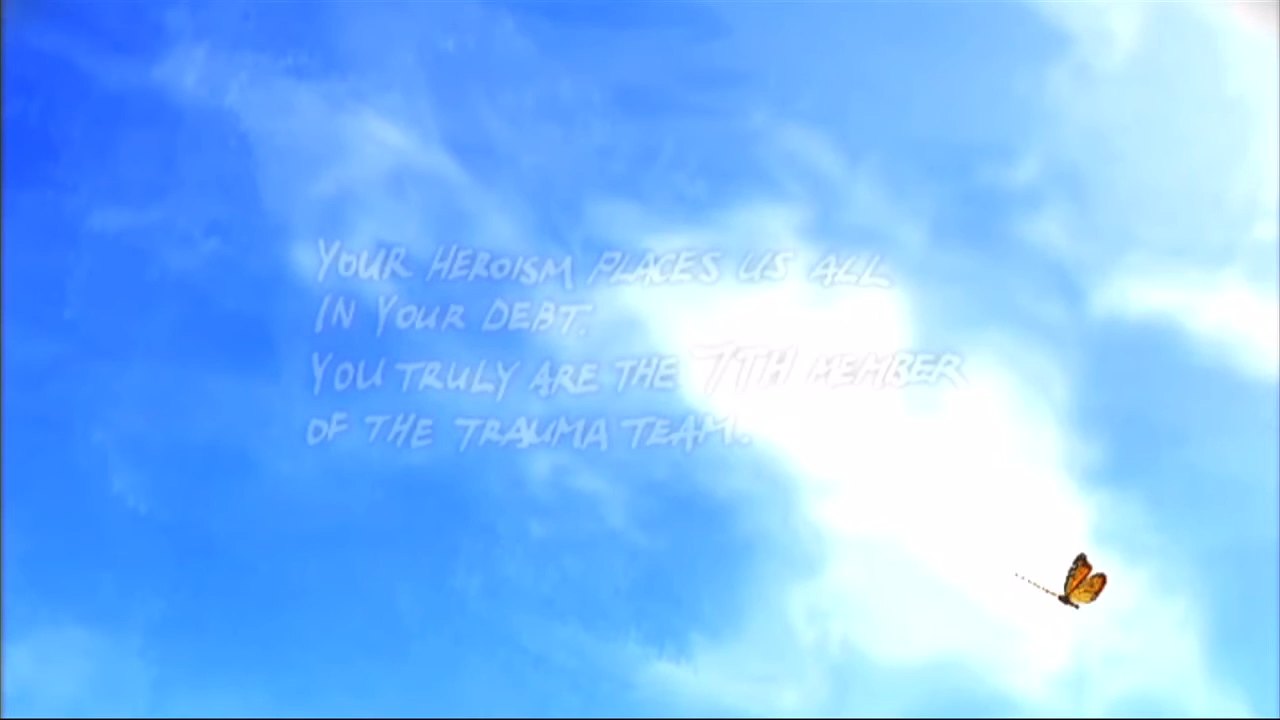 YOUR HEROISM PLACES US ALL
IN YOUR DEBT.
YOU TRULY ARE THE 7TH MEMBER
OF THE TRAUMA TEAM.